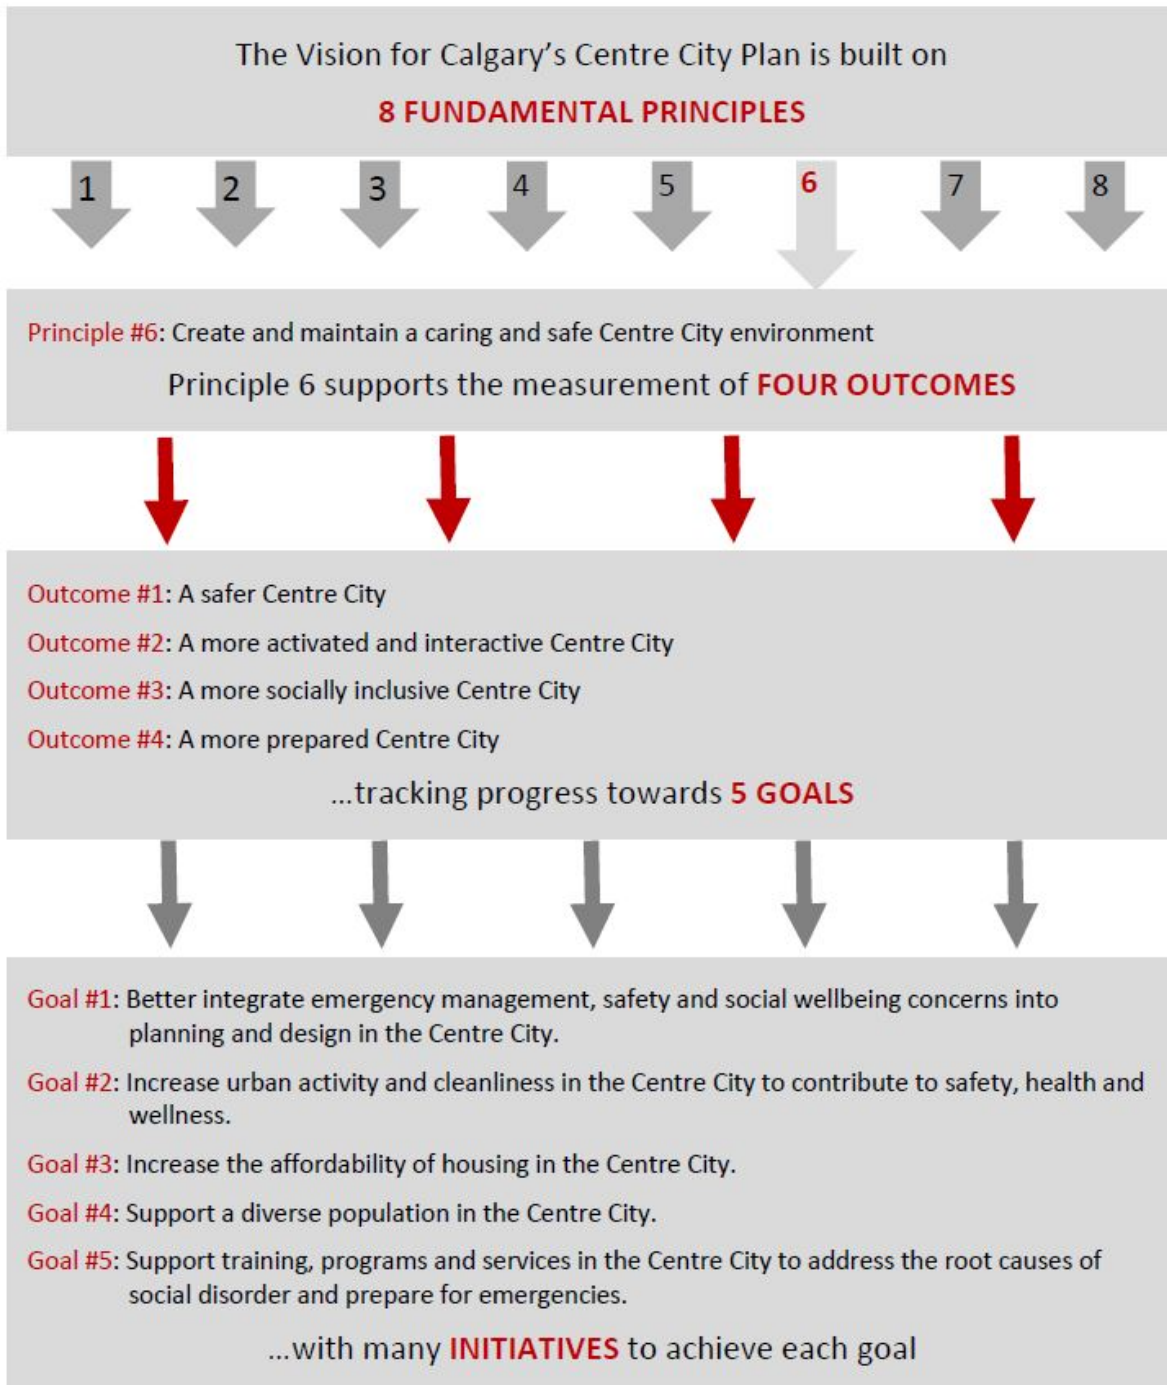 The Vision for Calgary’s Centre City Plan is built on
8 FUNDAMENTAL PRINCIPLES
1 2 3 4 5 6 7 8
Principle #6: Create and maintain a caring and safe Centre City environment
Principle 6 supports the measurement of FOUR OUTCOMES
Outcome #1: A safer Centre City
Outcome #2: A more activated and interactive Centre City
Outcome #3: A more socially inclusive Centre City
Outcome #4: A more prepared Centre City
...tracking progress towards 5 GOALS
Goal #1: Better integrate emergency management, safety and social wellbeing concerns into
planning and design in the Centre City.
Goal #2: Increase urban activity and cleanliness in the Centre City to contribute to safety, health and
wellness.
Goal #3: Increase the affordability of housing in the Centre City.
Goal #4: Support a diverse population in the Centre City.
Goal #5: Support training, programs and services in the Centre City to address the root causes of
social disorder and prepare for emergencies.
...with many INITIATIVES to achieve each goal